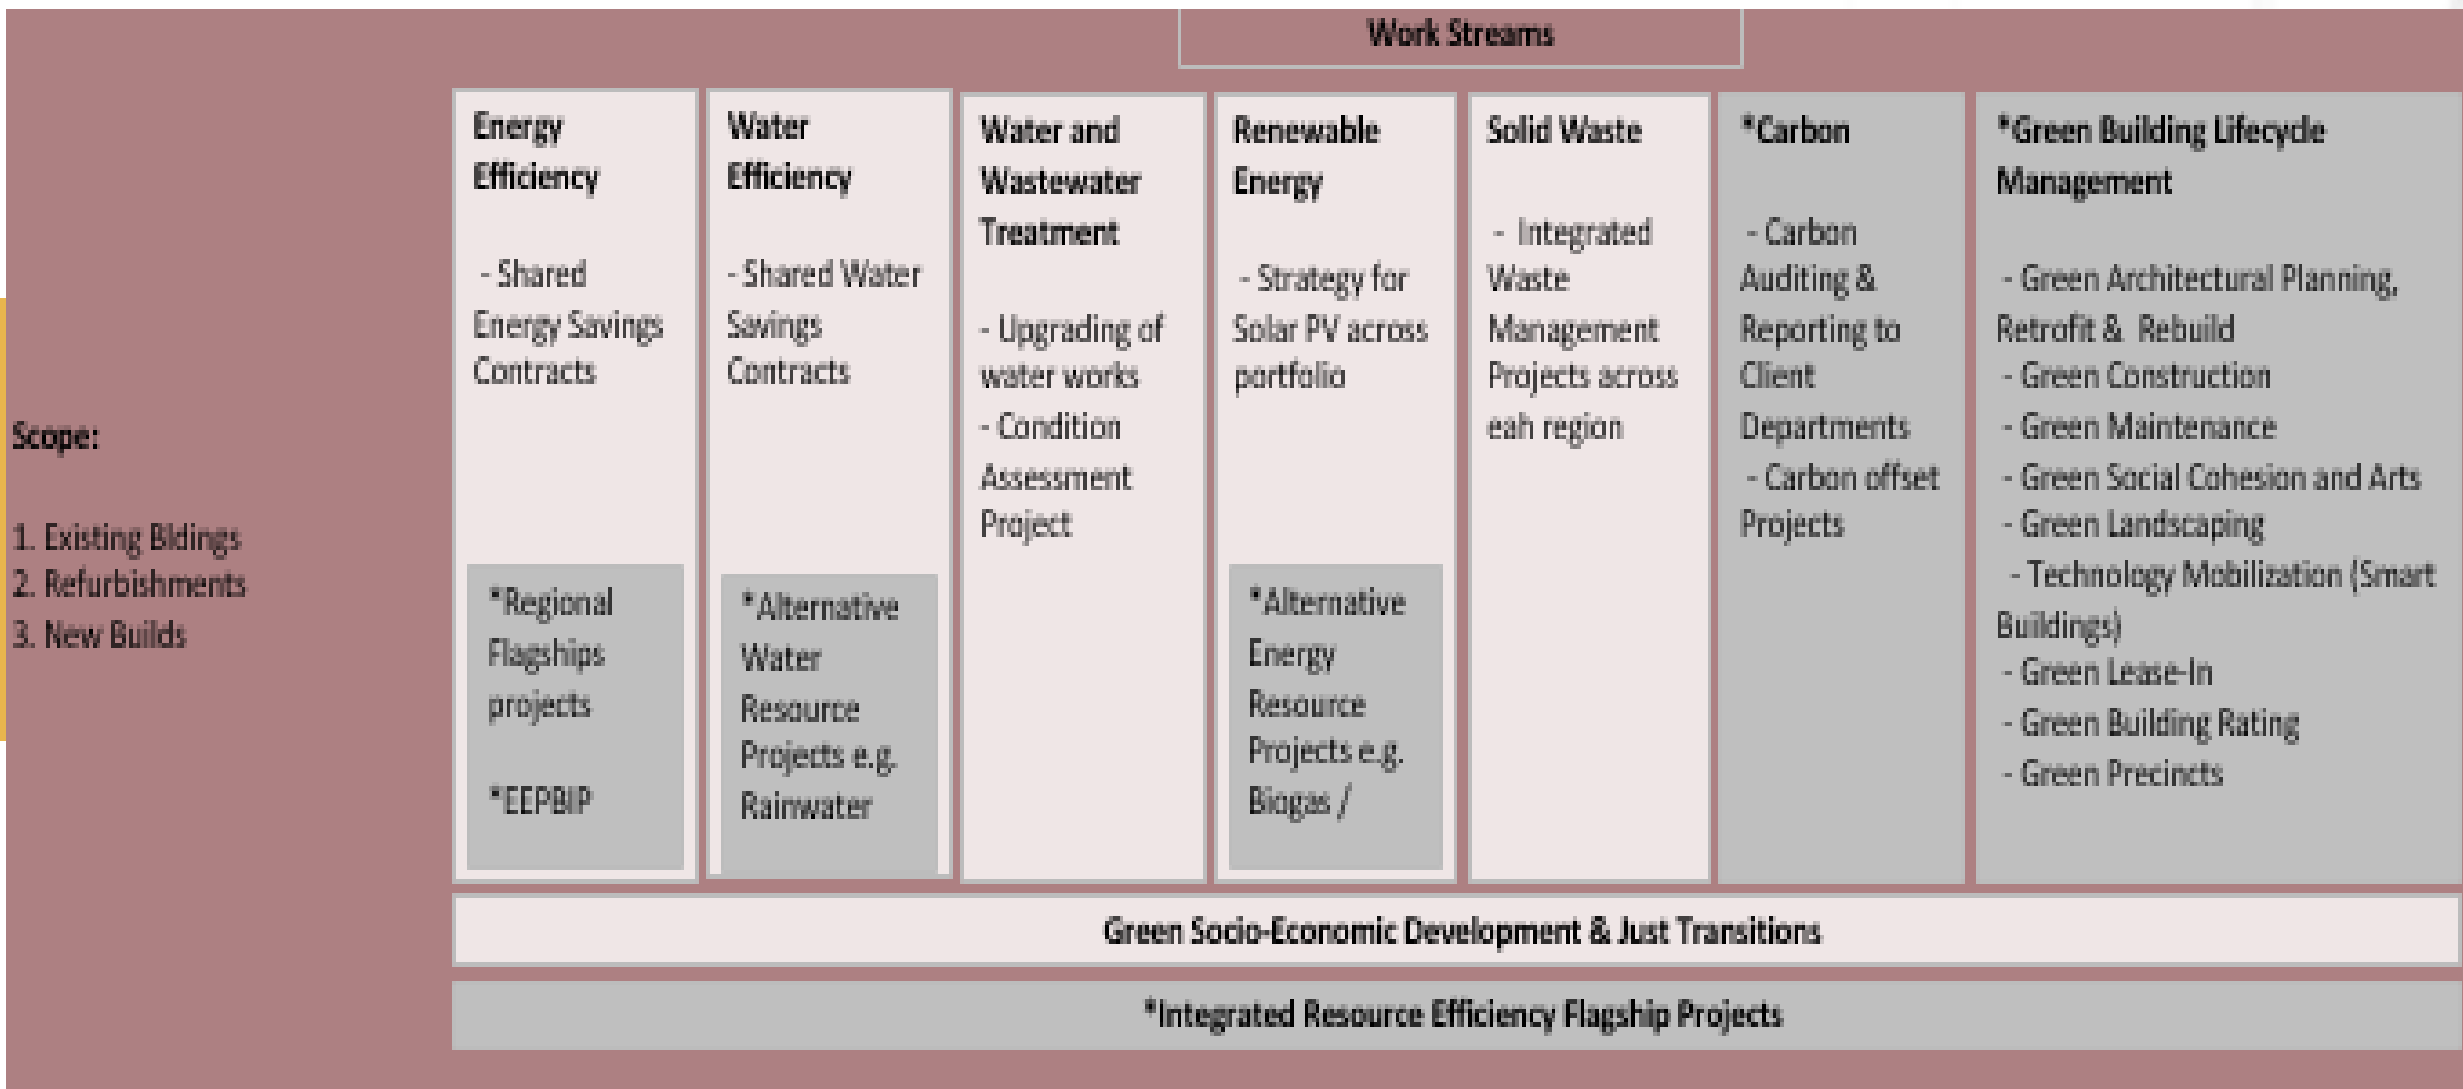 Work Streams
Scope:
1. Existing Bldings
2. Refurbishments
3. New Builds
Energy
Efficiency
- Shared
Energy Savings
Contracts
*Regional
Flagships
projects
*EEPBIP
Water
Efficiency
- Shared Water
Savings
Contracts
*Alternative
Water
Resource
Projects e.g.
Rainwater
Water and
Wastewater
Treatment
- Upgrading of
water works
- Condition
Assessment
Project
Renewable
Energy
- Strategy for
Solar PV across
portfolio
*Alternative
Energy
Resource
Projects e.g.
Biogas /
Solid Waste
- Integrated
Waste
Management
Projects across
eah region
*Carbon
- Carbon
Auditing &
Reporting to
Client
Departments
- Carbon offset
Projects
*Green Building Lifecycle
Management
- Green Architectural Planning,
Retrofit & Rebuild
- Green Construction
- Green Maintenance
- Green Social Cohesion and Arts
- Green Landscaping
- Technology Mobilization (Smart
Buildings)
- Green Lease-In
- Green Building Rating
- Green Precincts
Green Socio-Economic Development & Just Transitions
*Integrated Resource Efficiency Flagship Projects